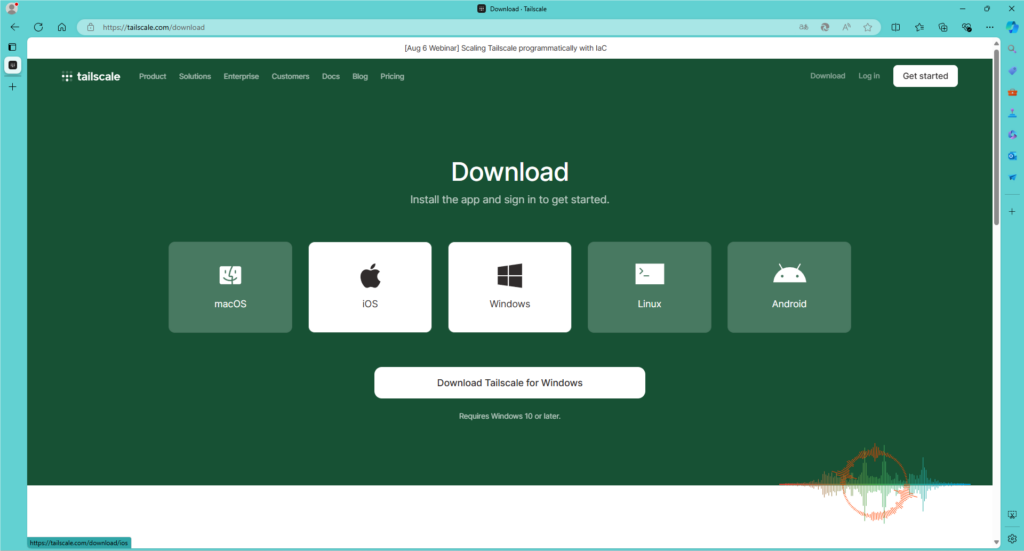 Download - Tailscale
https://tailscale.com/download
[Aug 6 Webinar] Scaling Tailscale programmatically with IaC
tailscale Product Solutions Enterprise Customers Docs Blog Pricing Download Log in Get started
Download
Install the app and sign in to get started.
macOS iOS Windows Linux Android
Download Tailscale for Windows
Requires Windows 10 or later.
https://tailscale.com/download/ios